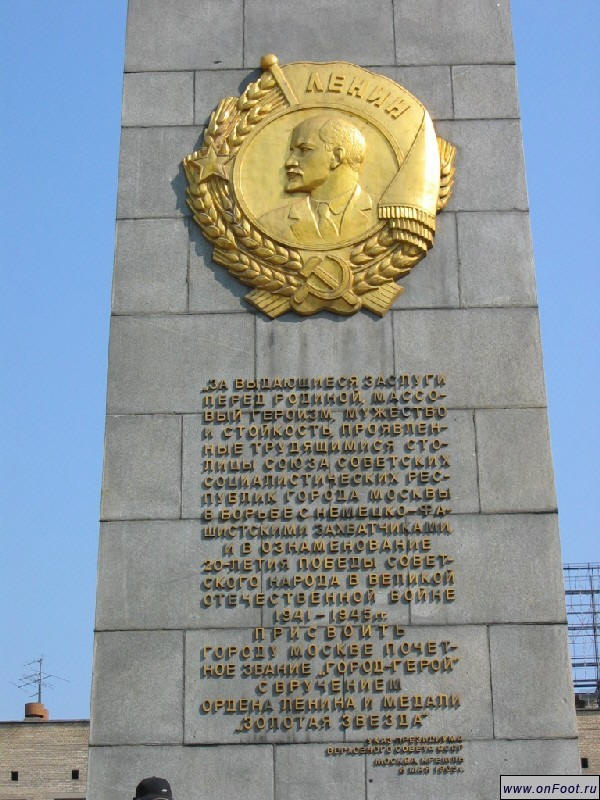 ЛЕНИН
„ЗА ВЫДАЮЩИЕСЯ ЗАСЛУГИ
ПЕРЕД РОДИНОЙ, МАССО-
ВЫЙ ГЕРОИЗМ, МУЖЕСТВО
И СТОЙКОСТЬ, ПРОЯВЛЕН-
НЫЕ ТРУДЯЩИМИСЯ СТО-
ЛИЦЫ СОЮЗА СОВЕТСКИХ
СОЦИАЛИСТИЧЕСКИХ РЕС-
ПУБЛИК ГОРОДА МОСКВЫ
В БОРЬБЕ С НЕМЕЦКО-ФА-
ШИСТСКИМИ ЗАХВАТЧИКАМИ,
И В ОЗНАМЕНОВАНИЕ
20-ЛЕТИЯ ПОБЕДЫ СОВЕТ-
СКОГО НАРОДА В ВЕЛИКОЙ
ОТЕЧЕСТВЕННОЙ ВОЙНЕ
1941–1945 г.г.
ПРИСВОИТЬ
ГОРОДУ МОСКВЕ ПОЧЕТ-
НОЕ ЗВАНИЕ „ГОРОД-ГЕРОЙ"
С ВРУЧЕНИЕМ
ОРДЕНА ЛЕНИНА И МЕДАЛИ
„ЗОЛОТАЯ ЗВЕЗДА"
УКАЗ ПРЕЗИДИУМА
ВЕРХОВНОГО СОВЕТА СССР
МОСКВА, КРЕМЛЬ
8 МАЯ 1965 г.
www.onFoot.ru